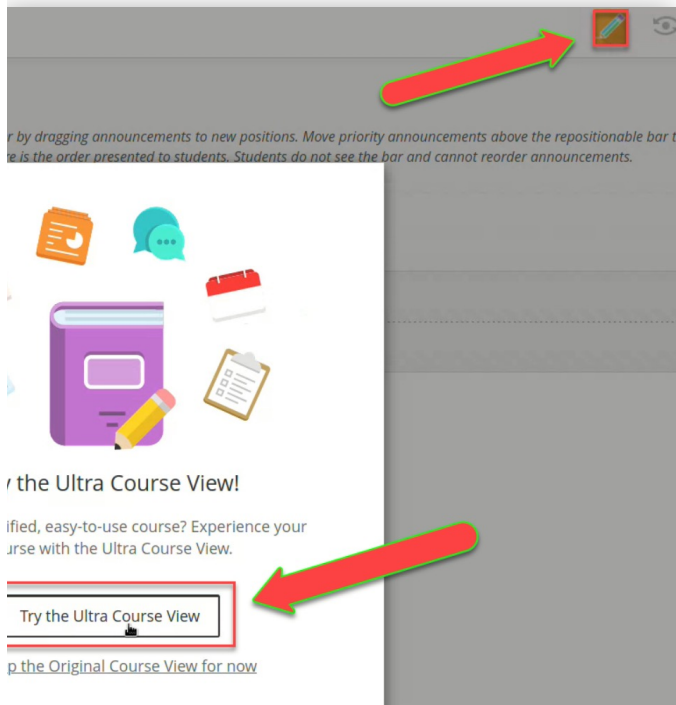 r by dragging announcements to new positions. Move priority announcements above the repositionable bar t
re is the order presented to students. Students do not see the bar and cannot reorder announcements.
y the Ultra Course View!
ified, easy-to-use course? Experience your
urse with the Ultra Course View.
Try the Ultra Course View
p the Original Course View for now